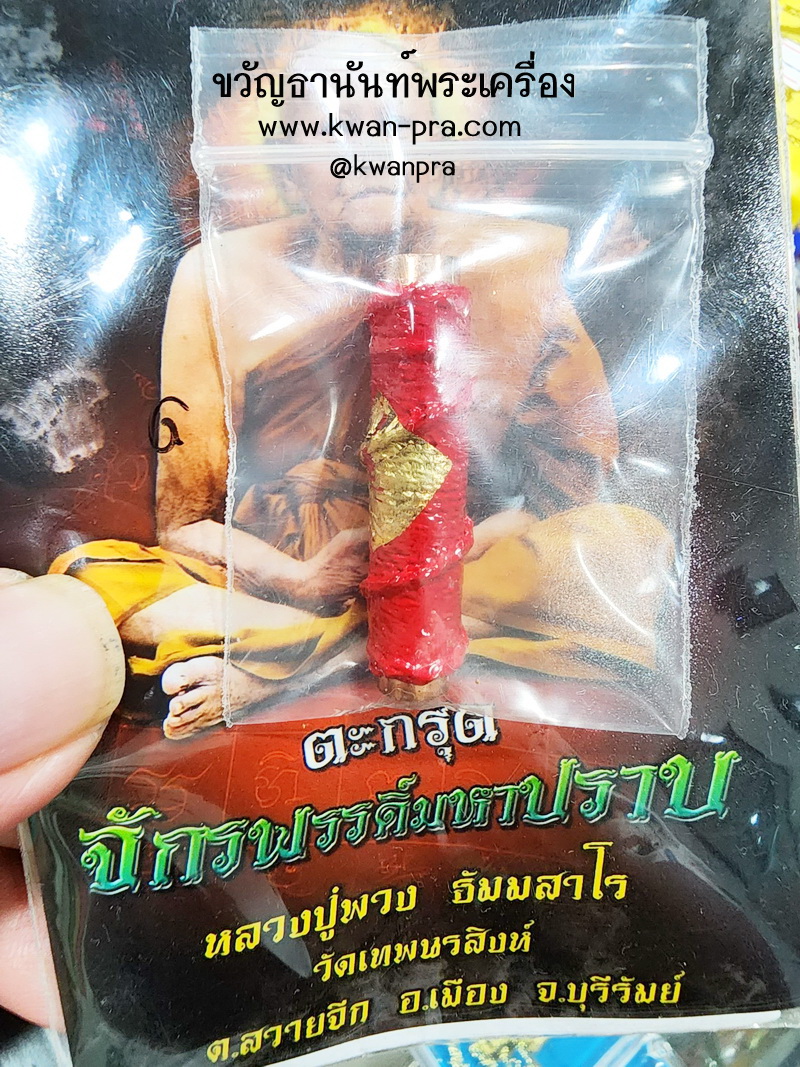 ขวัญธานันท์พระเครื่อง
www.kwan-pra.com
@kwanpra
ตะกรุด
จักรพรรดิ์มหาปราบ
หลวงปู่พวง ธัมมสาโร
วัดเทพนรสิงห์
ต.สวายจีก อ.เมือง จ.บุรีรัมย์